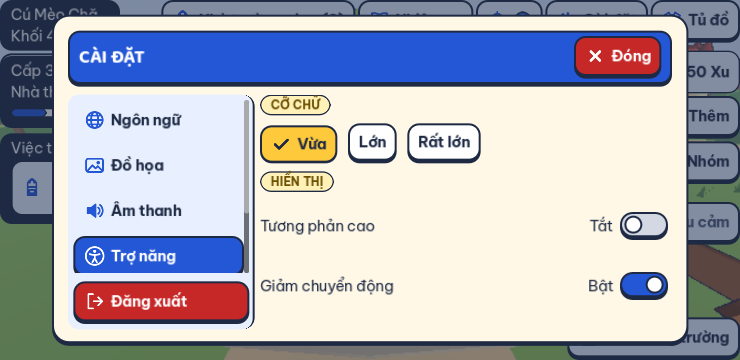 Cú Mèo Chă
Khối 4
Cấp 3
Nhà th
Việc t
Tủ đồ
50 Xu
Thêm
Nhóm
u cảm
rường
CÀI ĐẶT
Đóng
Ngôn ngữ
Đồ họa
Âm thanh
Trợ năng
Đăng xuất
CỠ CHỮ
Vừa
Lớn
Rất lớn
HIỂN THỊ
Tương phản cao
Tắt
Giảm chuyển động
Bật